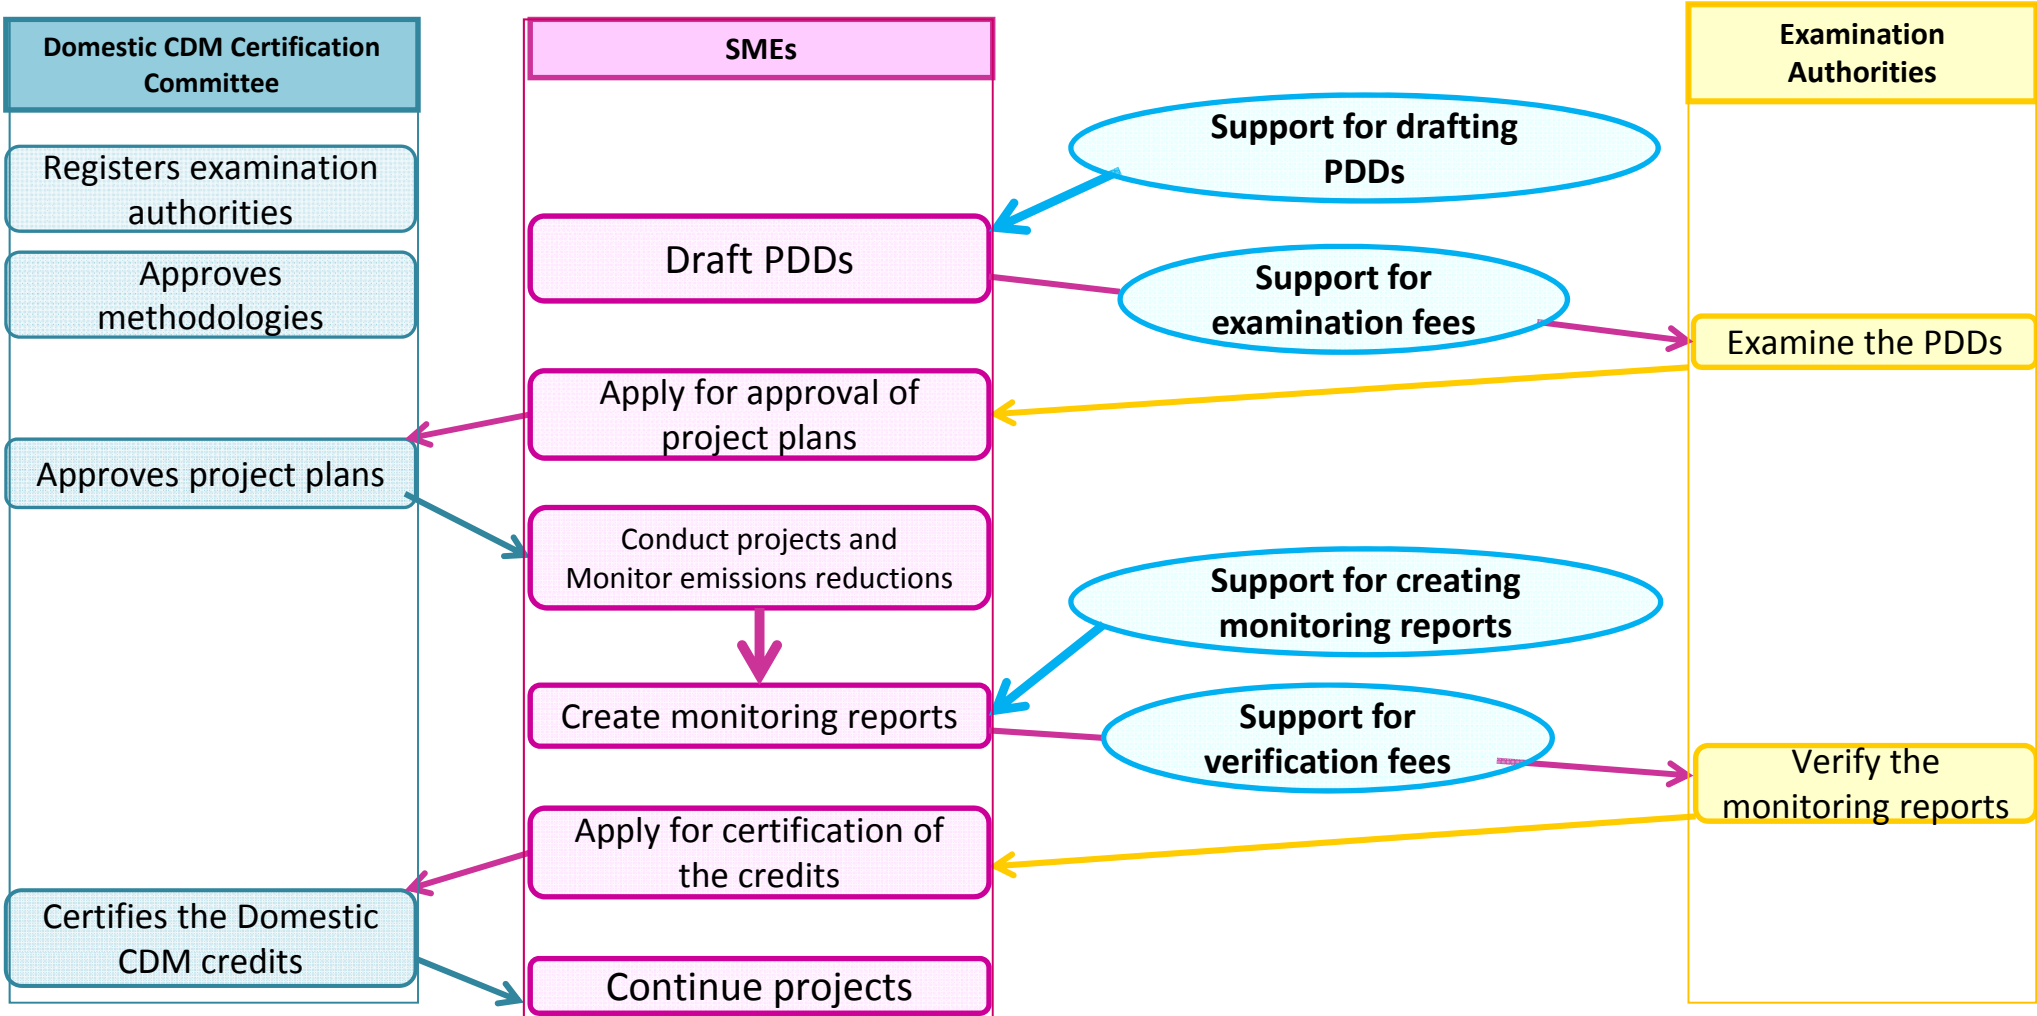 Domestic CDM Certification
Committee
SMEs
Examination
Authorities
Registers examination
authorities
Approves
methodologies
Support for drafting
PDDs
Draft PDDs
Support for
examination fees
Examine the PDDs
Apply for approval of
project plans
Approves project plans
Conduct projects and
Monitor emissions reductions
Support for creating
monitoring reports
Create monitoring reports
Support for
verification fees
Verify the
monitoring reports
Apply for certification of
the credits
Certifies the Domestic
CDM credits
Continue projects